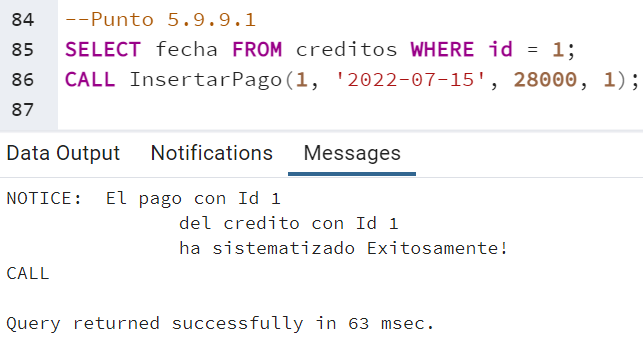 84 --Punto 5.9.9.1
85 SELECT fecha FROM creditos WHERE id = 1;
86 CALL InsertarPago(1, '2022-07-15', 28000, 1);
87
Data Output Notifications Messages
NOTICE: El pago con Id 1
del credito con Id 1
ha sistematizado Exitosamente!
CALL
Query returned successfully in 63 msec.